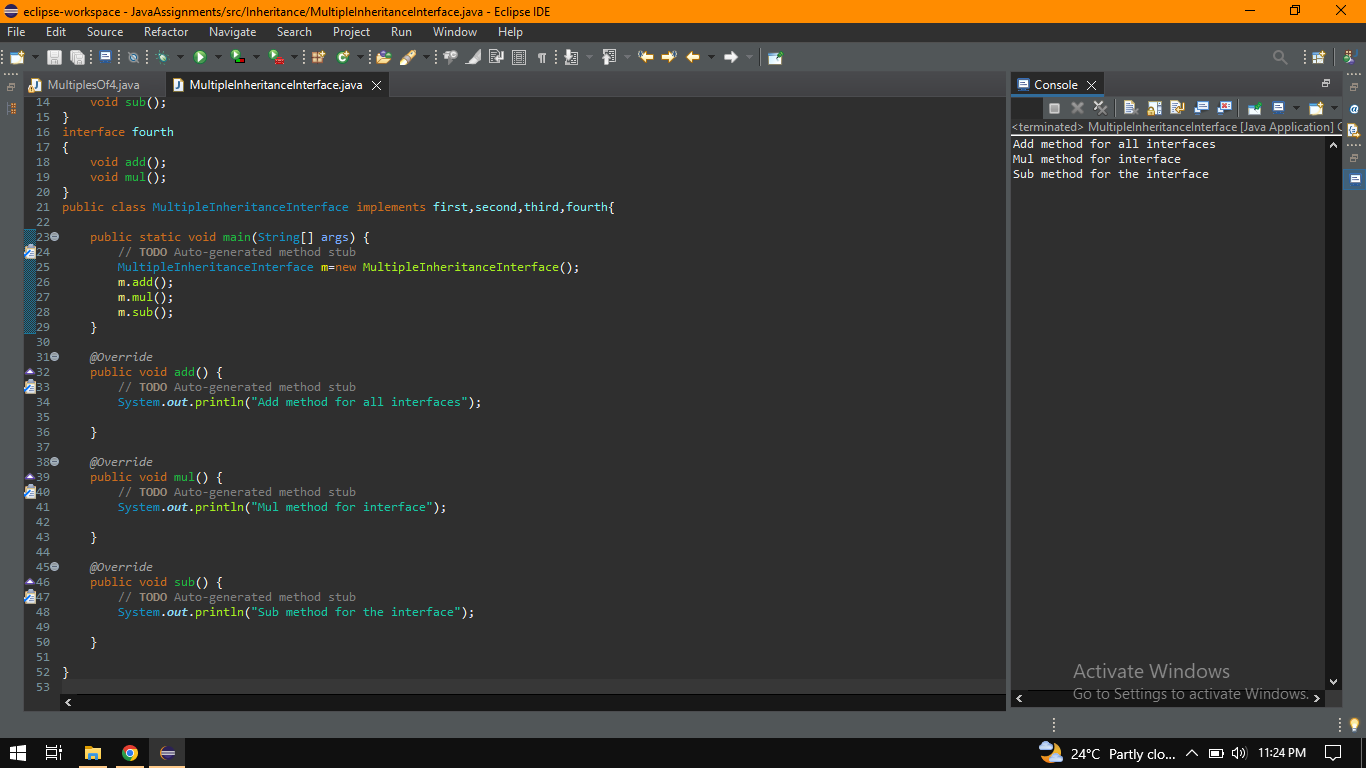 eclipse-workspace - JavaAssignments/src/Inheritance/MultipleInheritanceInterface.java - Eclipse IDE
File Edit Source Refactor Navigate Search Project Run Window Help
MultiplesOf4.java
MultipleInheritanceInterface.java
14     void sub();
15 }
16 interface fourth
17 {
18     void add();
19     void mul();
20 }
21 public class MultipleInheritanceInterface implements first,second,third,fourth{
22
23     public static void main(String[] args) {
24         // TODO Auto-generated method stub
25         MultipleInheritanceInterface m=new MultipleInheritanceInterface();
26         m.add();
27         m.mul();
28         m.sub();
29     }
30
31     @Override
32     public void add() {
33         // TODO Auto-generated method stub
34         System.out.println("Add method for all interfaces");
35
36     }
37
38     @Override
39     public void mul() {
40         // TODO Auto-generated method stub
41         System.out.println("Mul method for interface");
42
43     }
44
45     @Override
46     public void sub() {
47         // TODO Auto-generated method stub
48         System.out.println("Sub method for the interface");
49
50     }
51
52 }
53
Console
<terminated> MultipleInheritanceInterface [Java Application] C
Add method for all interfaces
Mul method for interface
Sub method for the interface
Activate Windows
Go to Settings to activate Windows.
24°C Partly clo... 11:24 PM